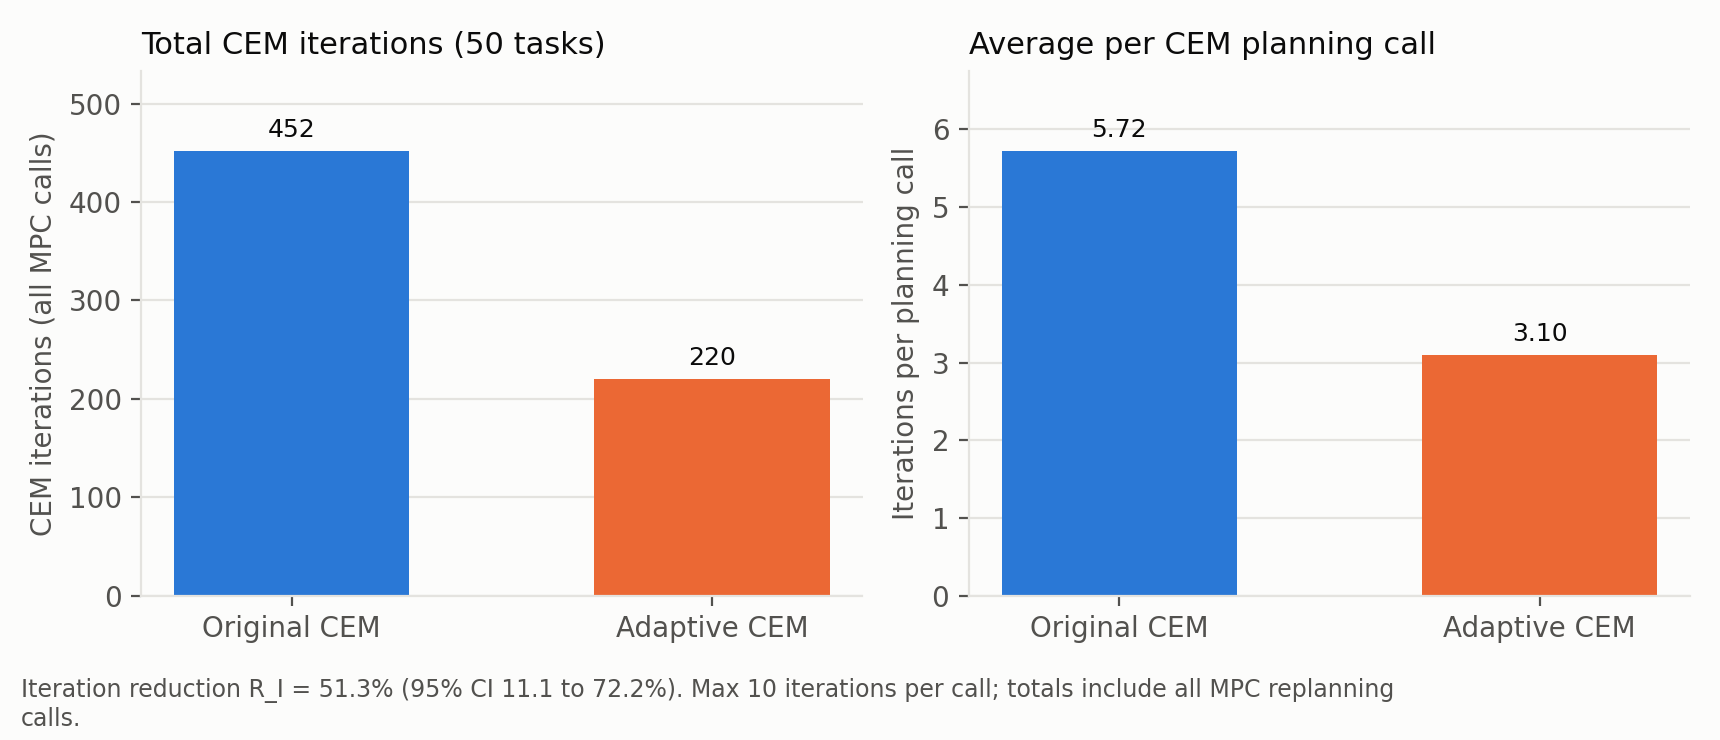 Total CEM iterations (50 tasks)
CEM iterations (all MPC calls)
500
400
300
200
100
0
452
220
Original CEM
Adaptive CEM
Average per CEM planning call
Iterations per planning call
6
5
4
3
2
1
0
5.72
3.10
Original CEM
Adaptive CEM
Iteration reduction R_I = 51.3% (95% CI 11.1 to 72.2%). Max 10 iterations per call; totals include all MPC replanning
calls.